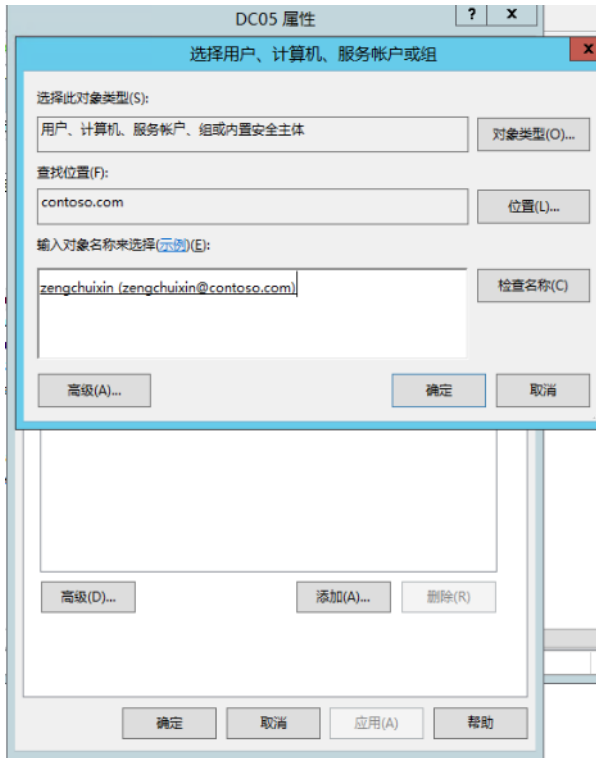 DC05 属性
? x
选择用户、计算机、服务帐户或组
x
选择此对象类型(S):
用户、计算机、服务帐户、组或内置安全主体
对象类型(O)...
查找位置(F):
contoso.com
位置(L)...
输入对象名称来选择(示例)(E):
zengchuixin (zengchuixin@contoso.com)
检查名称(C)
高级(A)...
确定
取消
高级(D)...
添加(A)...
删除(R)
确定
取消
应用(A)
帮助